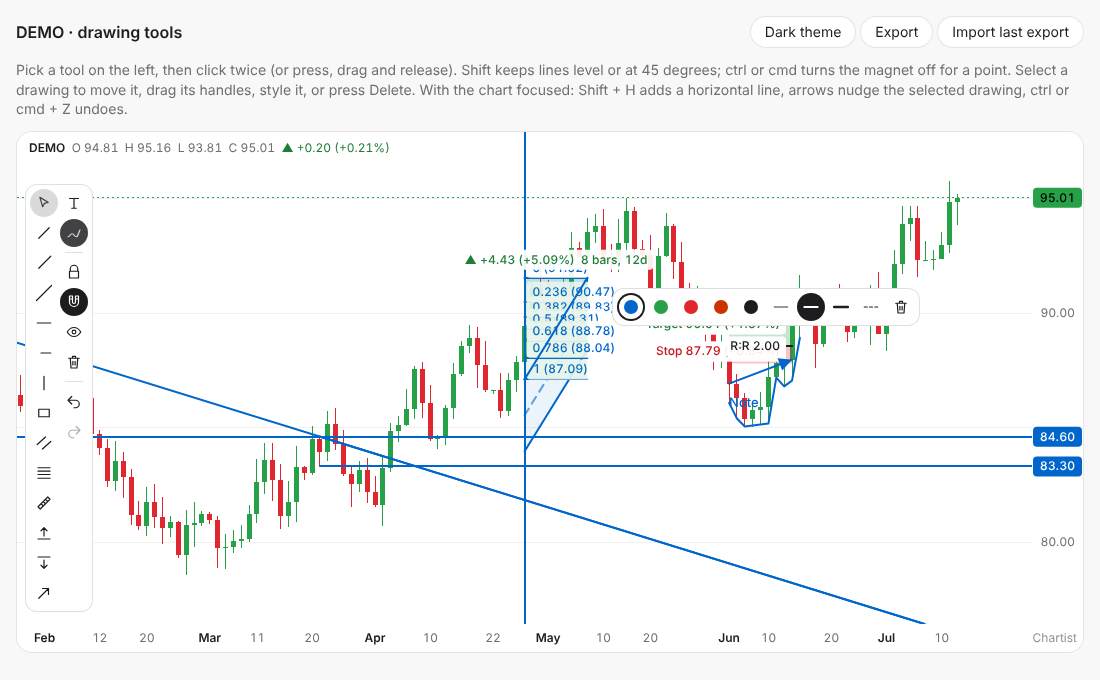 DEMO · drawing tools
Dark theme
Export
Import last export
Pick a tool on the left, then click twice (or press, drag and release). Shift keeps lines level or at 45 degrees; ctrl or cmd turns the magnet off for a point. Select a
drawing to move it, drag its handles, style it, or press Delete. With the chart focused: Shift + H adds a horizontal line, arrows nudge the selected drawing, ctrl or
cmd + Z undoes.
DEMO O 94.81 H 95.16 L 93.81 C 95.01 ▲ +0.20 (+0.21%)
T
95.01
▲ +4.43 (+5.09%) 8 bars, 12d
0.236 (90.47)
0.382 (89.83)
0.5 (89.31)
0.618 (88.78)
0.786 (88.04)
1 (87.09)
90.00
R:R 2.00
Stop 87.79
Note
84.60
83.30
80.00
Feb 12 20 Mar 11 20 Apr 10 22 May 10 20 Jun 10 20 Jul 10
Chartist